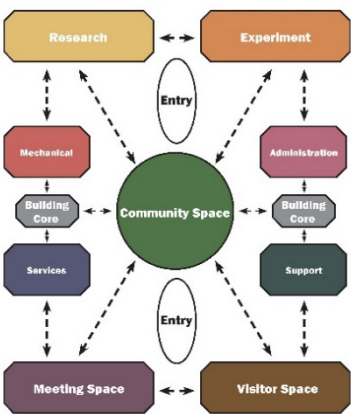 Research
Experiment
Entry
Mechanical
Administration
Building
Core
Community Space
Building
Core
Services
Support
Entry
Meeting Space
Visitor Space